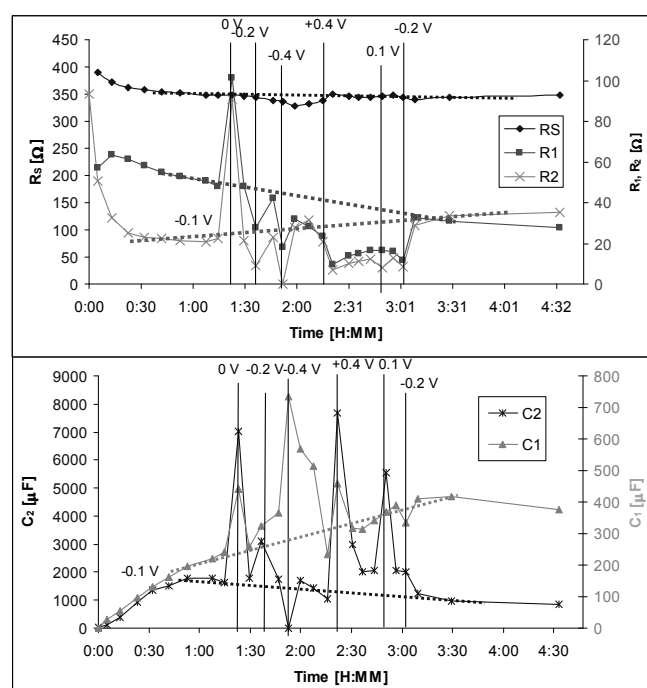 0 V
-0.2 V
-0.4 V
+0.4 V
0.1 V
-0.2 V
450
400
350
300
250
200
150
100
50
0
RS [Ω]
120
100
80
60
40
20
0
R1, R2 [Ω]
RS
R1
R2
-0.1 V
0:00 0:30 1:00 1:30 2:00 2:31 3:01 3:31 4:01 4:32
Time [H:MM]
0 V
-0.2 V
-0.4 V
+0.4 V
0.1 V
-0.2 V
9000
8000
7000
6000
5000
4000
3000
2000
1000
0
C2 [µF]
800
700
600
500
400
300
200
100
0
C1 [µF]
C2
C1
-0.1 V
0:00 0:30 1:00 1:30 2:00 2:30 3:00 3:30 4:00 4:30
Time [H:MM]